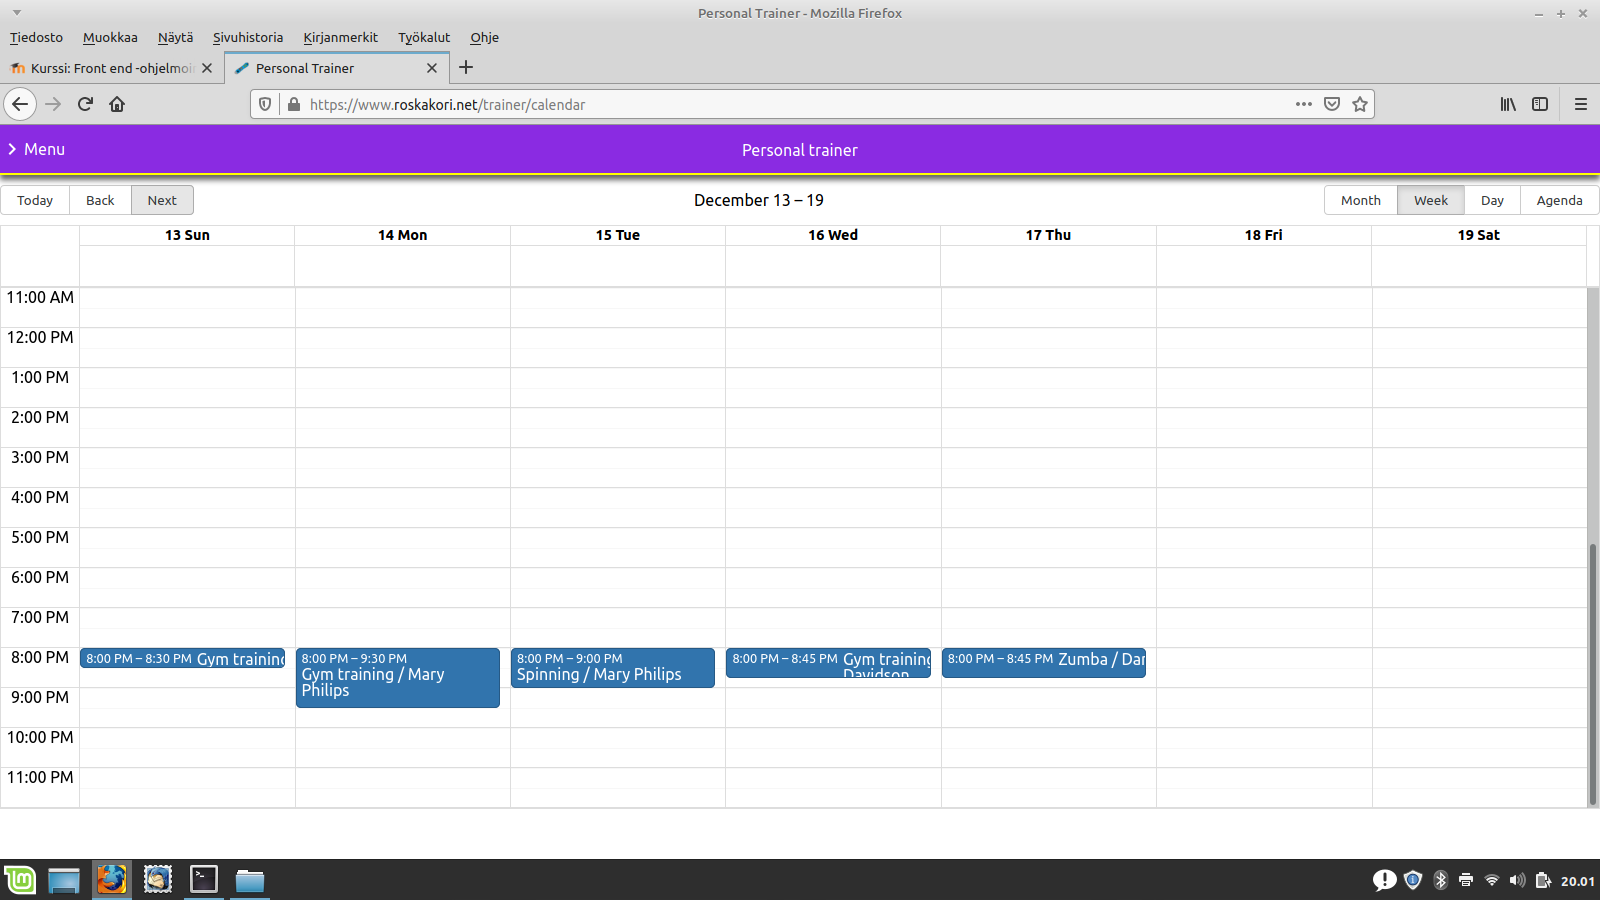 Personal Trainer - Mozilla Firefox
Tiedosto Muokkaa Näytä Sivuhistoria Kirjanmerkit Työkalut Ohje
Kurssi: Front end -ohjelmoi Personal Trainer
https://www.roskakori.net/trainer/calendar
Menu Personal trainer
Today Back Next December 13 – 19 Month Week Day Agenda
13 Sun 14 Mon 15 Tue 16 Wed 17 Thu 18 Fri 19 Sat
11:00 AM
12:00 PM
1:00 PM
2:00 PM
3:00 PM
4:00 PM
5:00 PM
6:00 PM
7:00 PM
8:00 PM
8:00 PM – 8:30 PM Gym training
8:00 PM – 9:30 PM
Gym training / Mary
Philips
8:00 PM – 9:00 PM
Spinning / Mary Philips
8:00 PM – 8:45 PM Gym training
Davidson
8:00 PM – 8:45 PM Zumba / Dan
9:00 PM
10:00 PM
11:00 PM
20.01